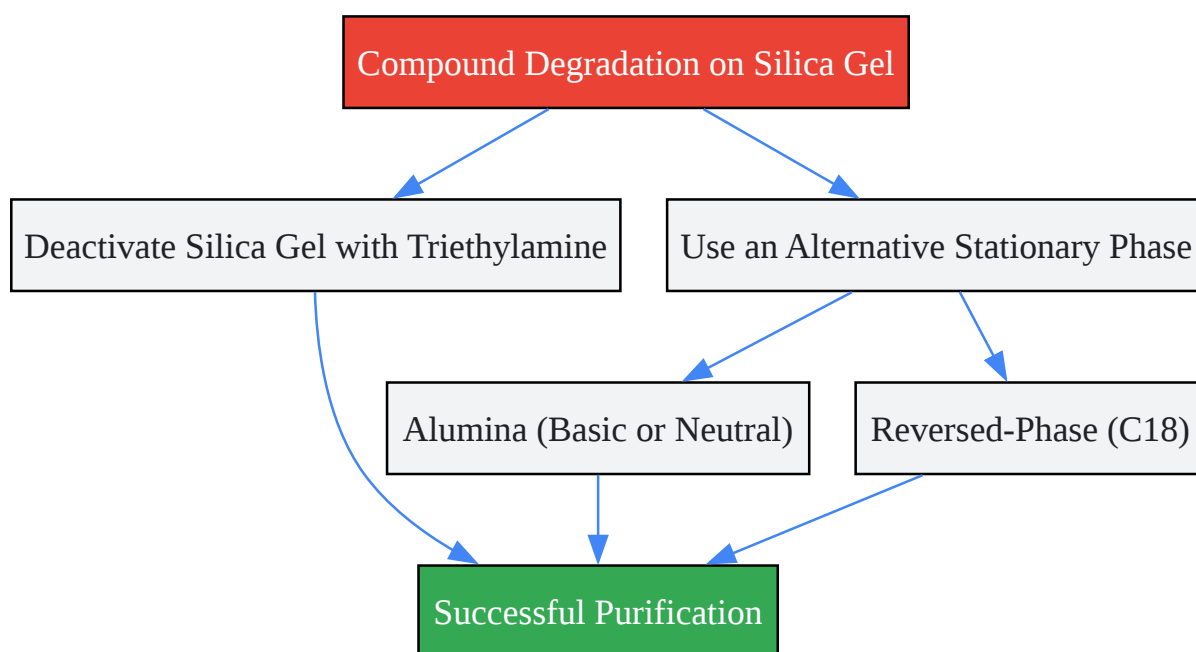 Compound Degradation on Silica Gel
Deactivate Silica Gel with Triethylamine
Use an Alternative Stationary Phase
Alumina (Basic or Neutral)
Reversed-Phase (C18)
Successful Purification